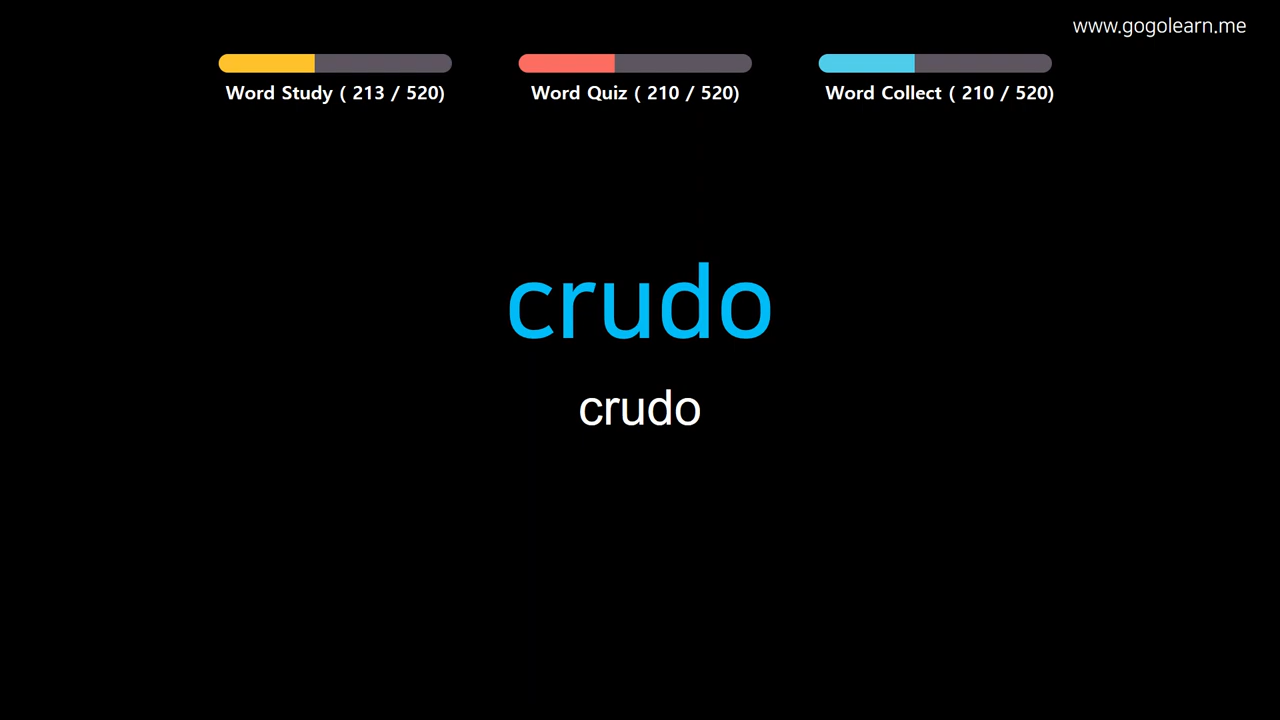 www.gogolearn.me
Word Study ( 213 / 520)
Word Quiz ( 210 / 520)
Word Collect ( 210 / 520)
crudo
crudo